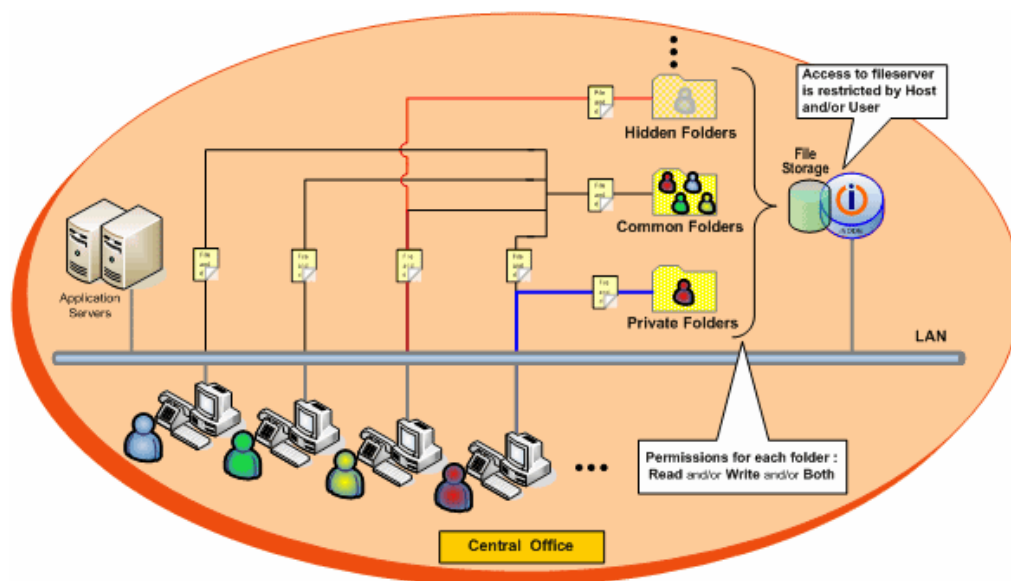 Access to fileserver
is restricted by Host
and/or User
Hidden Folders
File
Storage
Common Folders
Application
Servers
Private Folders
LAN
Permissions for each folder :
Read and/or Write and/or Both
Central Office